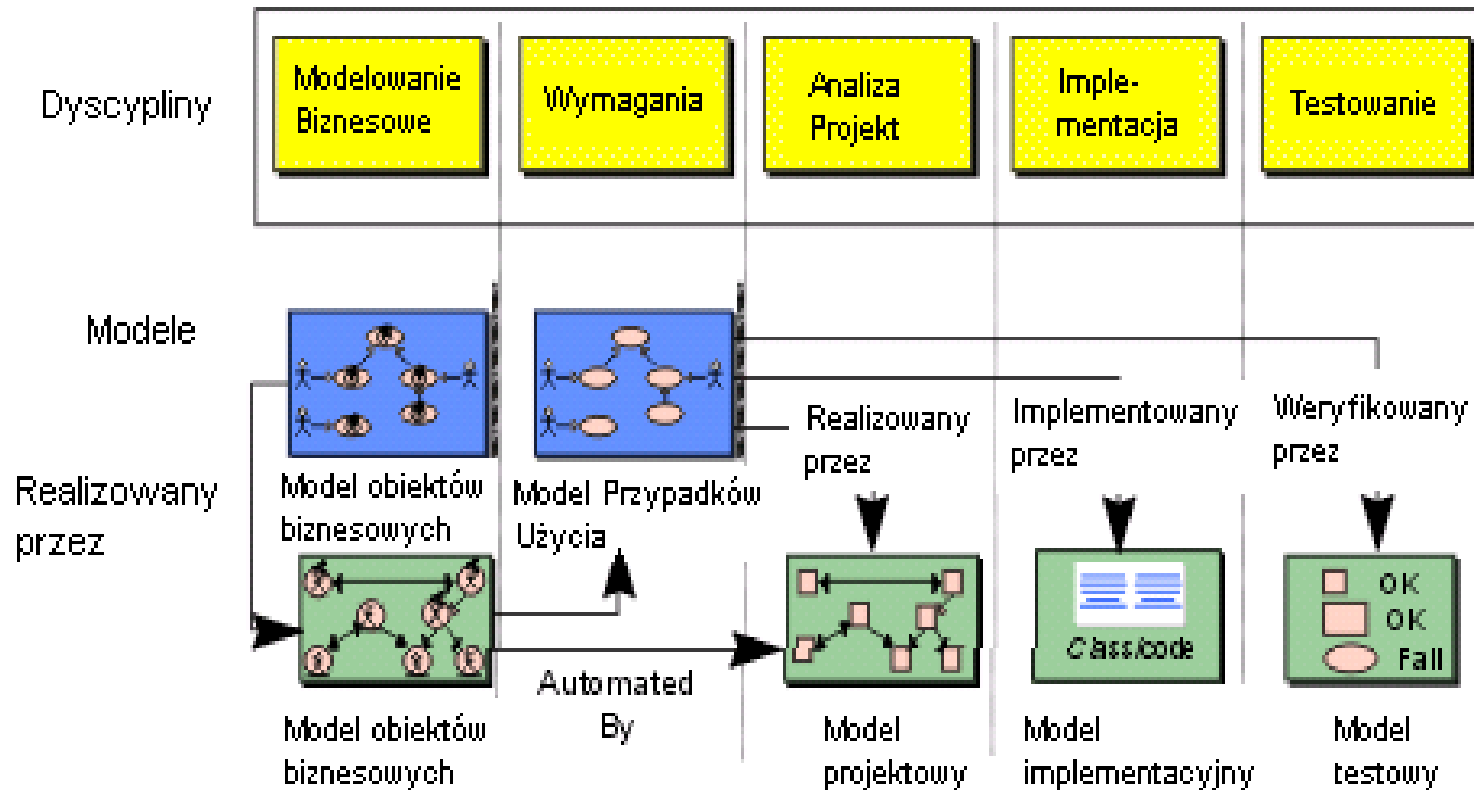 Dyscypliny
Modelowanie
Biznesowe
Wymagania
Analiza
Projekt
Imple-
mentacja
Testowanie
Modele
Realizowany
przez
Model obiektów
biznesowych
Model Przypadków
Użycia
Realizowany
przez
Implementowany
przez
Weryfikowany
przez
Automated
By
Class/code
OK
OK
Fall
Model obiektów
biznesowych
Model
projektowy
Model
implementacyjny
Model
testowy